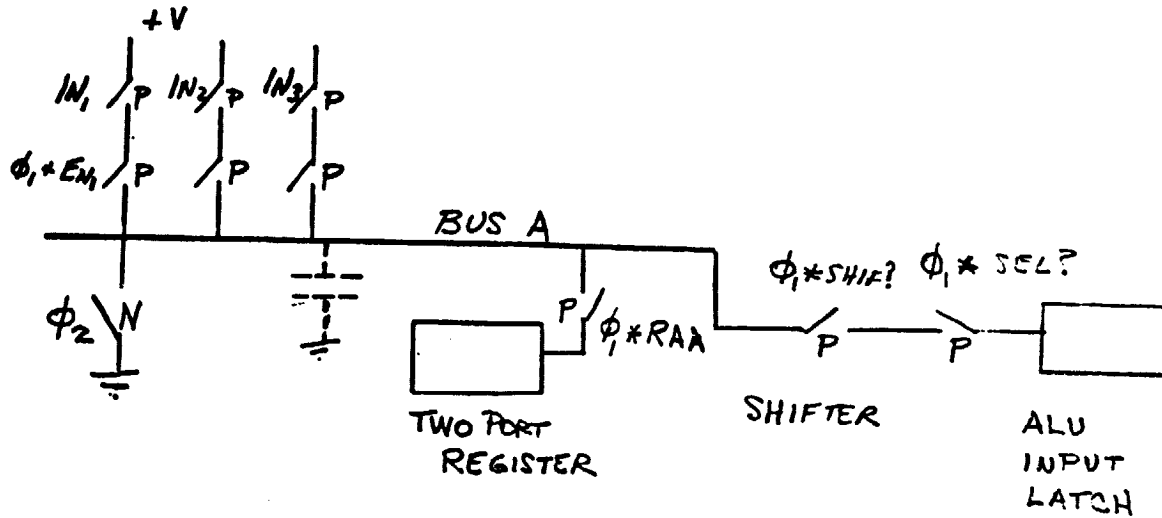 +V
IN₁ P IN₂ P IN₃ P
ϕ₁ * EN₁ P P P
BUS A
ϕ₂ N
P ϕ₁*RAA
ϕ₁*SHIF? ϕ₁* SEL?
P P
TWO PORT
REGISTER
SHIFTER
ALU
INPUT
LATCH